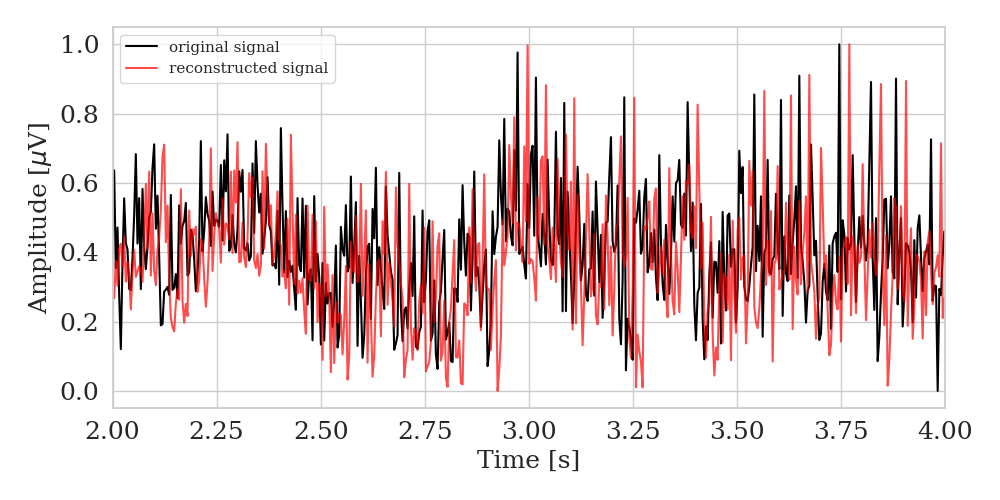 original signal
reconstructed signal
1.0
0.8
0.6
0.4
0.2
0.0
Amplitude [μV]
2.00 2.25 2.50 2.75 3.00 3.25 3.50 3.75 4.00
Time [s]